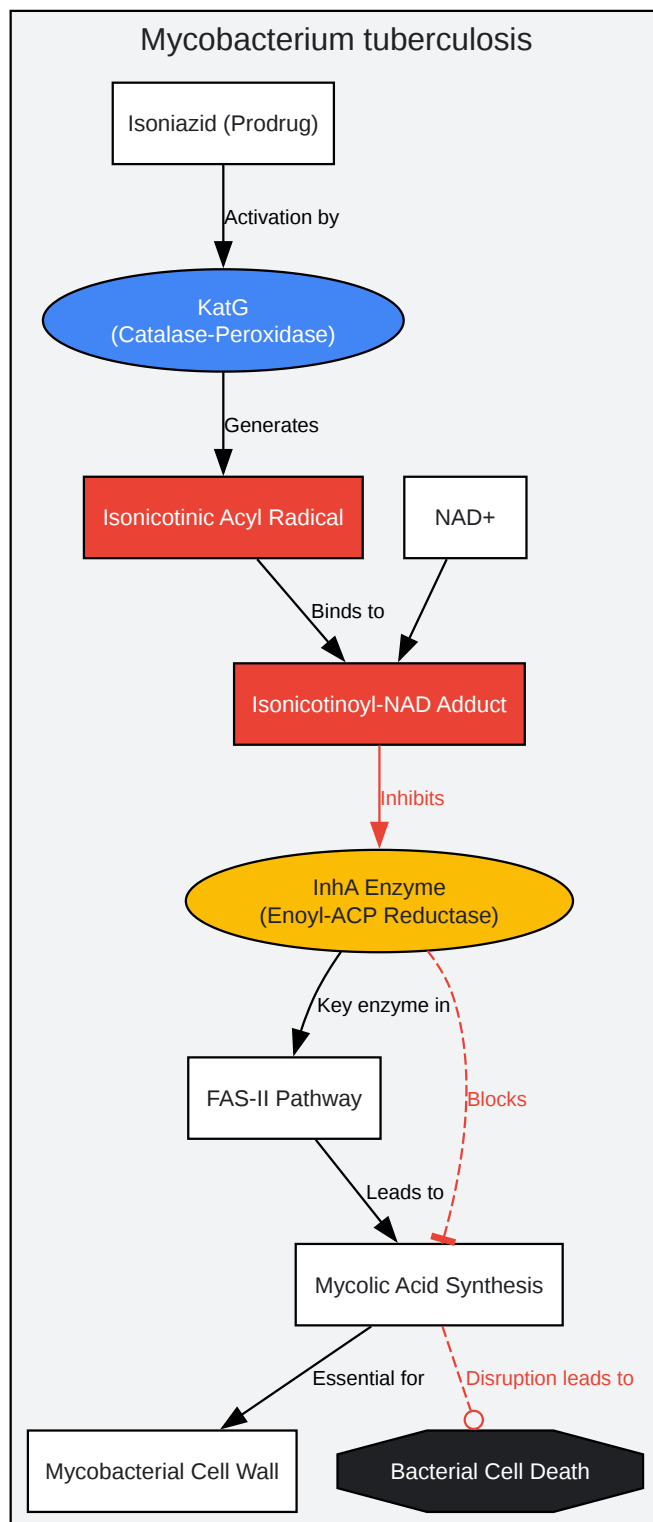 Mycobacterium tuberculosis
Isoniazid (Prodrug)
Activation by
KatG
(Catalase-Peroxidase)
Generates
Isonicotinic Acyl Radical
NAD+
Binds to
Isonicotinoyl-NAD Adduct
Inhibits
InhA Enzyme
(Enoyl-ACP Reductase)
Key enzyme in
FAS-II Pathway
Blocks
Leads to
Mycolic Acid Synthesis
Essential for
Disruption leads to
Mycobacterial Cell Wall
Bacterial Cell Death